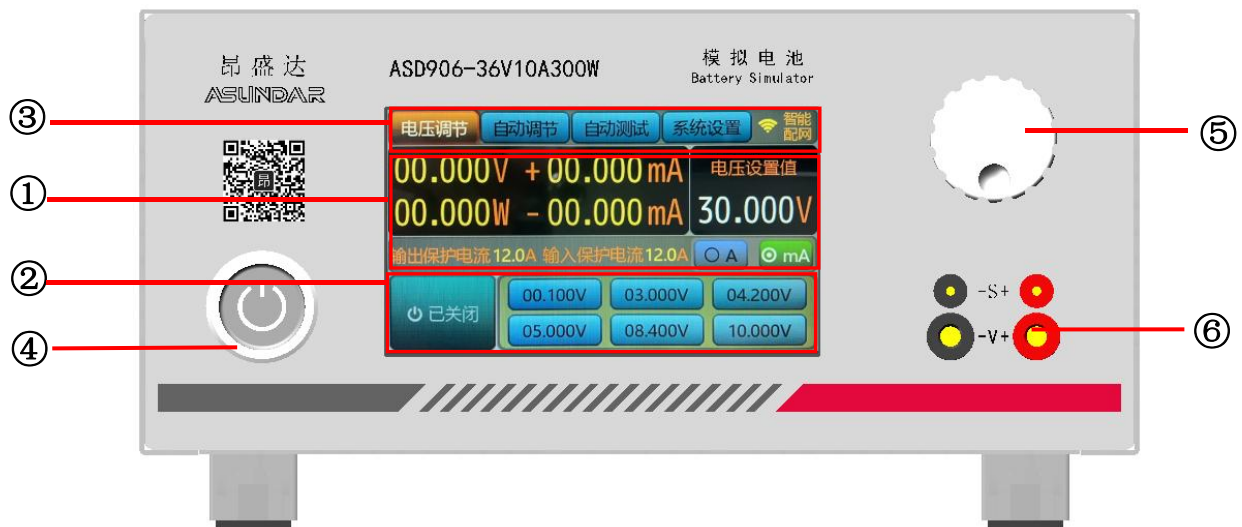 昂盛达
ASUNDAR
ASD906-36V10A300W
模拟电池
Battery Simulator
③
电压调节 自动调节 自动测试 系统设置 智能配网
⑤
昂
①
00.000V +00.000mA
电压设置值
00.000W -00.000mA
30.000V
输出保护电流12.0A 输入保护电流12.0A A mA
②
已关闭
00.100V 03.000V 04.200V
05.000V 08.400V 10.000V
-S+
④
-V+
⑥